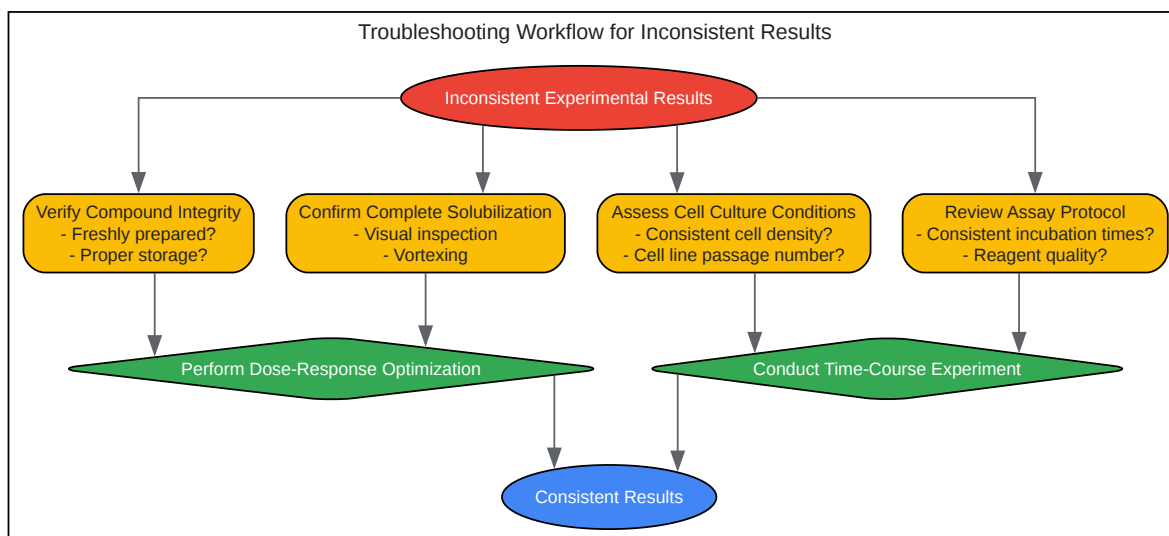 Troubleshooting Workflow for Inconsistent Results
Inconsistent Experimental Results
Verify Compound Integrity
- Freshly prepared?
- Proper storage?
Confirm Complete Solubilization
- Visual inspection
- Vortexing
Assess Cell Culture Conditions
- Consistent cell density?
- Cell line passage number?
Review Assay Protocol
- Consistent incubation times?
- Reagent quality?
Perform Dose-Response Optimization
Conduct Time-Course Experiment
Consistent Results